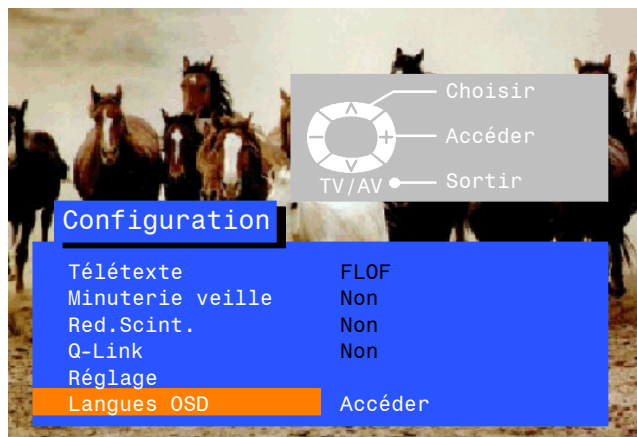 Choisir
Accéder
TV/AV Sortir
Configuration
Télétexte FLOF
Minuterie veille Non
Red.Scint. Non
Q-Link Non
Réglage
Langues OSD Accéder